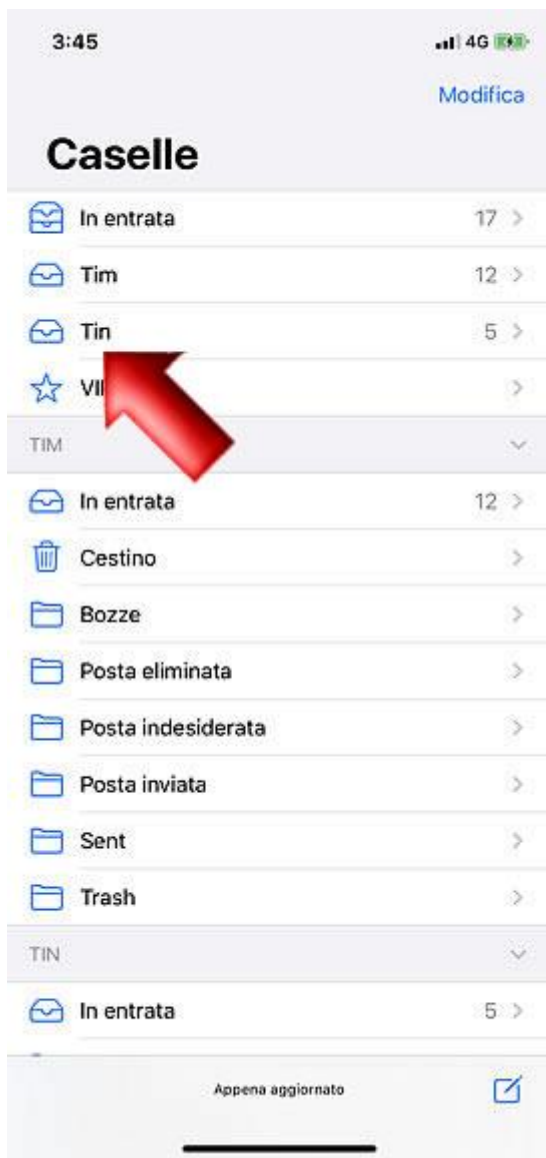 3:45
4G
Modifica
Caselle
In entrata 17
Tim 12
Tin 5
TIM
In entrata 12
Cestino
Bozze
Posta eliminata
Posta indesiderata
Posta inviata
Sent
Trash
TIN
In entrata 5
Appena aggiornato